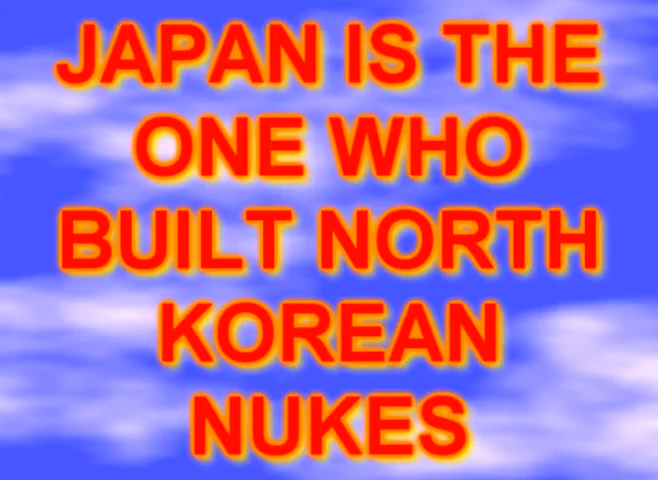 JAPAN IS THE
ONE WHO
BUILT NORTH
KOREAN
NUKES